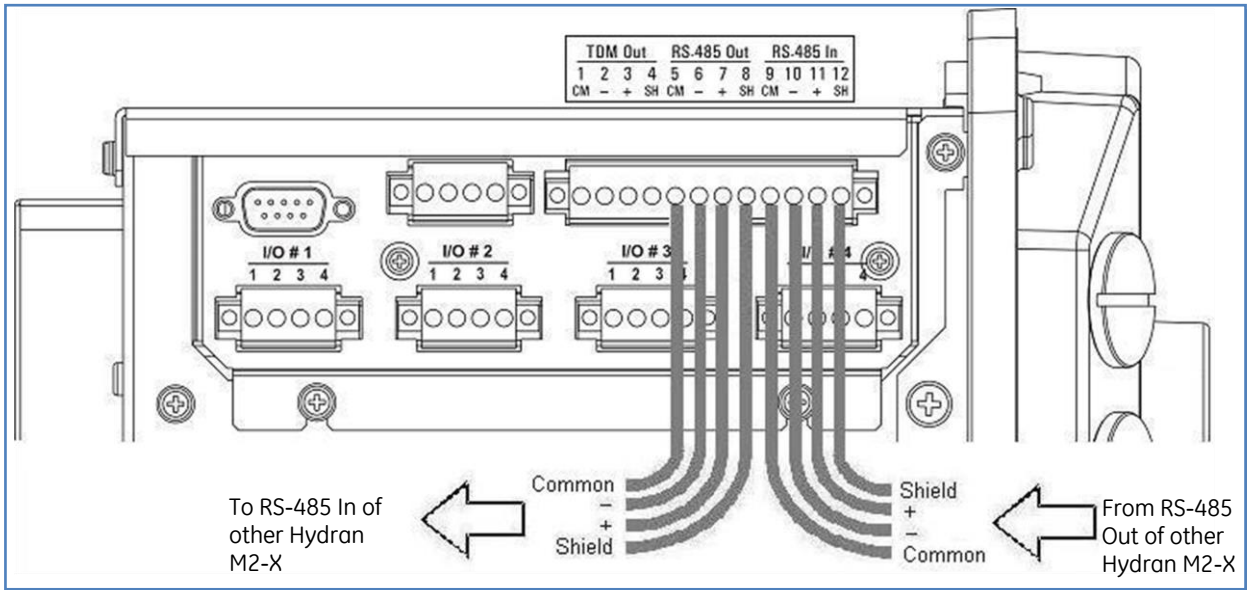 TDM Out RS-485 Out RS-485 In
1 2 3 4 5 6 7 8 9 10 11 12
CM - + SH CM - + SH CM - + SH
I/O # 1
1 2 3 4
I/O # 2
1 2 3 4
I/O # 3
1 2 3 4
I/ # 4
4
Common
-
+
Shield
To RS-485 In of
other Hydran
M2-X
Shield
+
-
Common
From RS-485
Out of other
Hydran M2-X